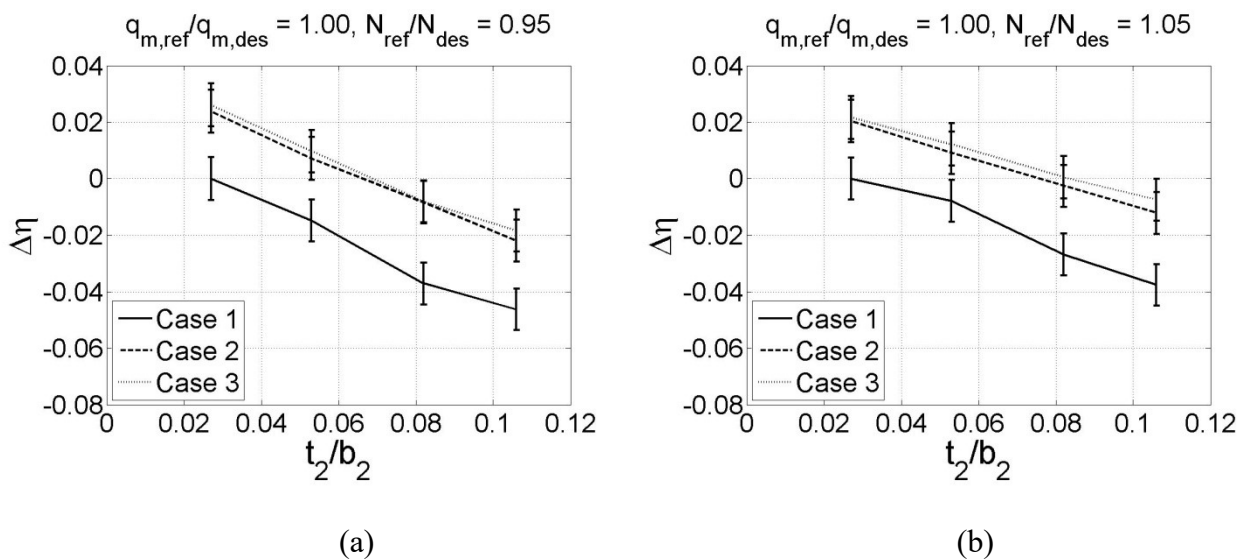 q_m,ref/q_m,des = 1.00, N_ref/N_des = 0.95
0.04
0.02
0
-0.02
-0.04
-0.06
-0.08
Δη
Case 1
Case 2
Case 3
0 0.02 0.04 0.06 0.08 0.1 0.12
t_2/b_2
(a)
q_m,ref/q_m,des = 1.00, N_ref/N_des = 1.05
0.04
0.02
0
-0.02
-0.04
-0.06
-0.08
Δη
Case 1
Case 2
Case 3
0 0.02 0.04 0.06 0.08 0.1 0.12
t_2/b_2
(b)